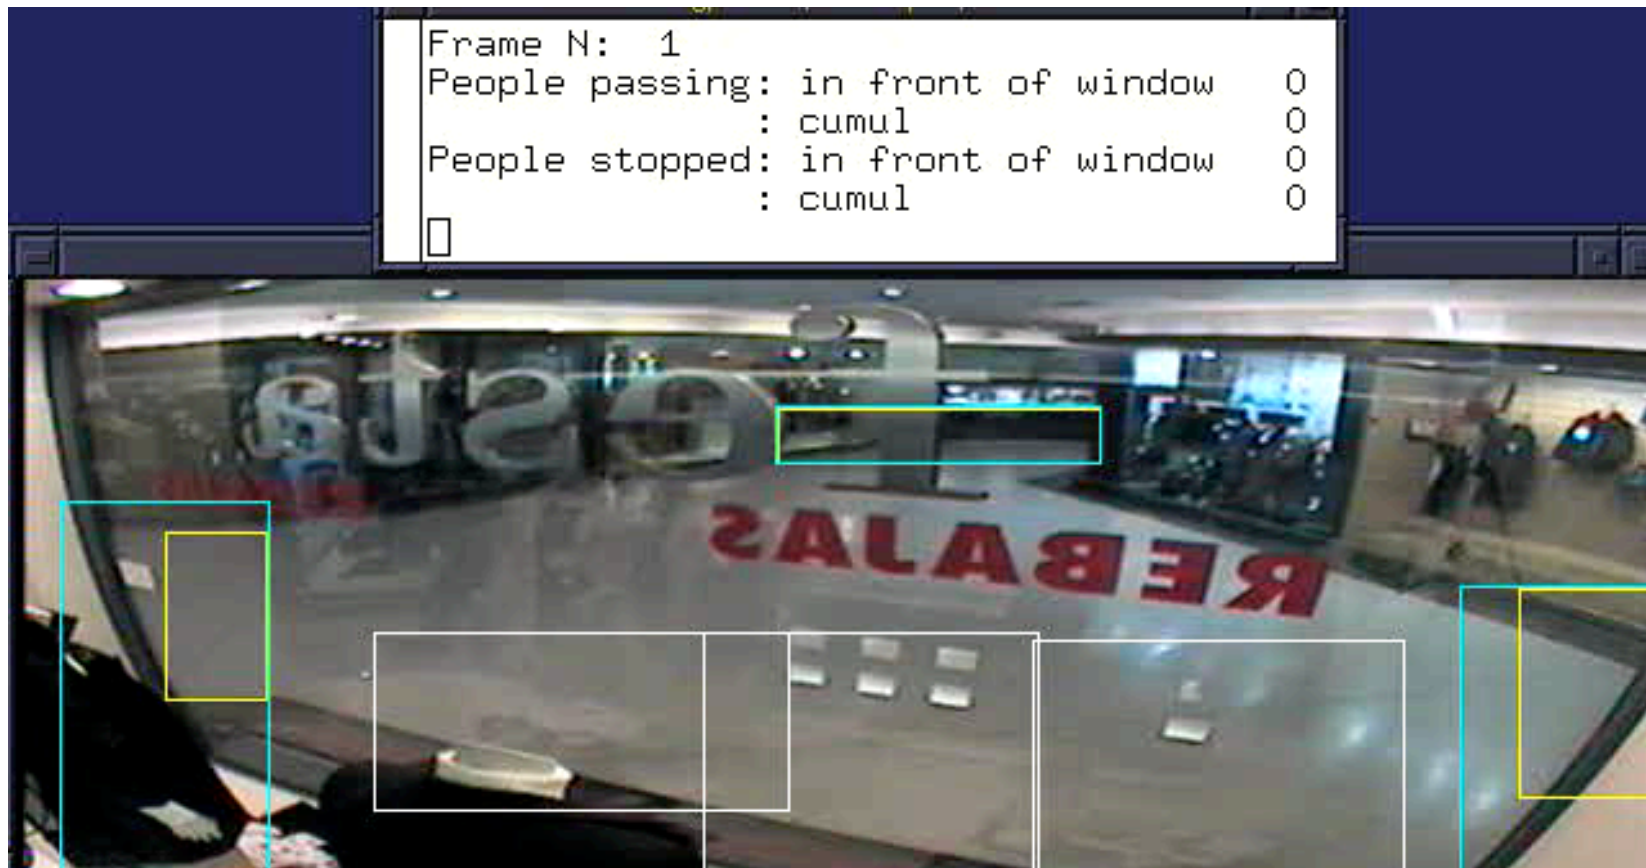 Frame N: 1
People passing: in front of window 0
: cumul 0
People stopped: in front of window 0
: cumul 0
Festa
REBAJAS